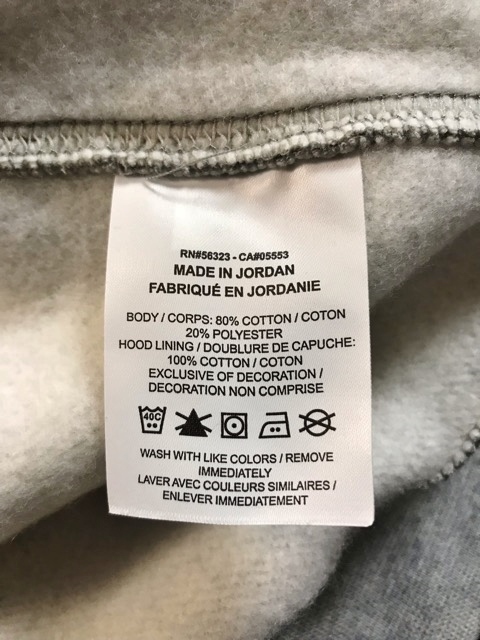 RN#56323 - CA#05553
MADE IN JORDAN
FABRIQUÉ EN JORDANIE
BODY / CORPS: 80% COTTON / COTON
20% POLYESTER
HOOD LINING / DOUBLURE DE CAPUCHE:
100% COTTON / COTON
EXCLUSIVE OF DECORATION /
DECORATION NON COMPRISE
40C
WASH WITH LIKE COLORS / REMOVE
IMMEDIATELY
LAVER AVEC COULEURS SIMILAIRES /
ENLEVER IMMEDIATEMENT